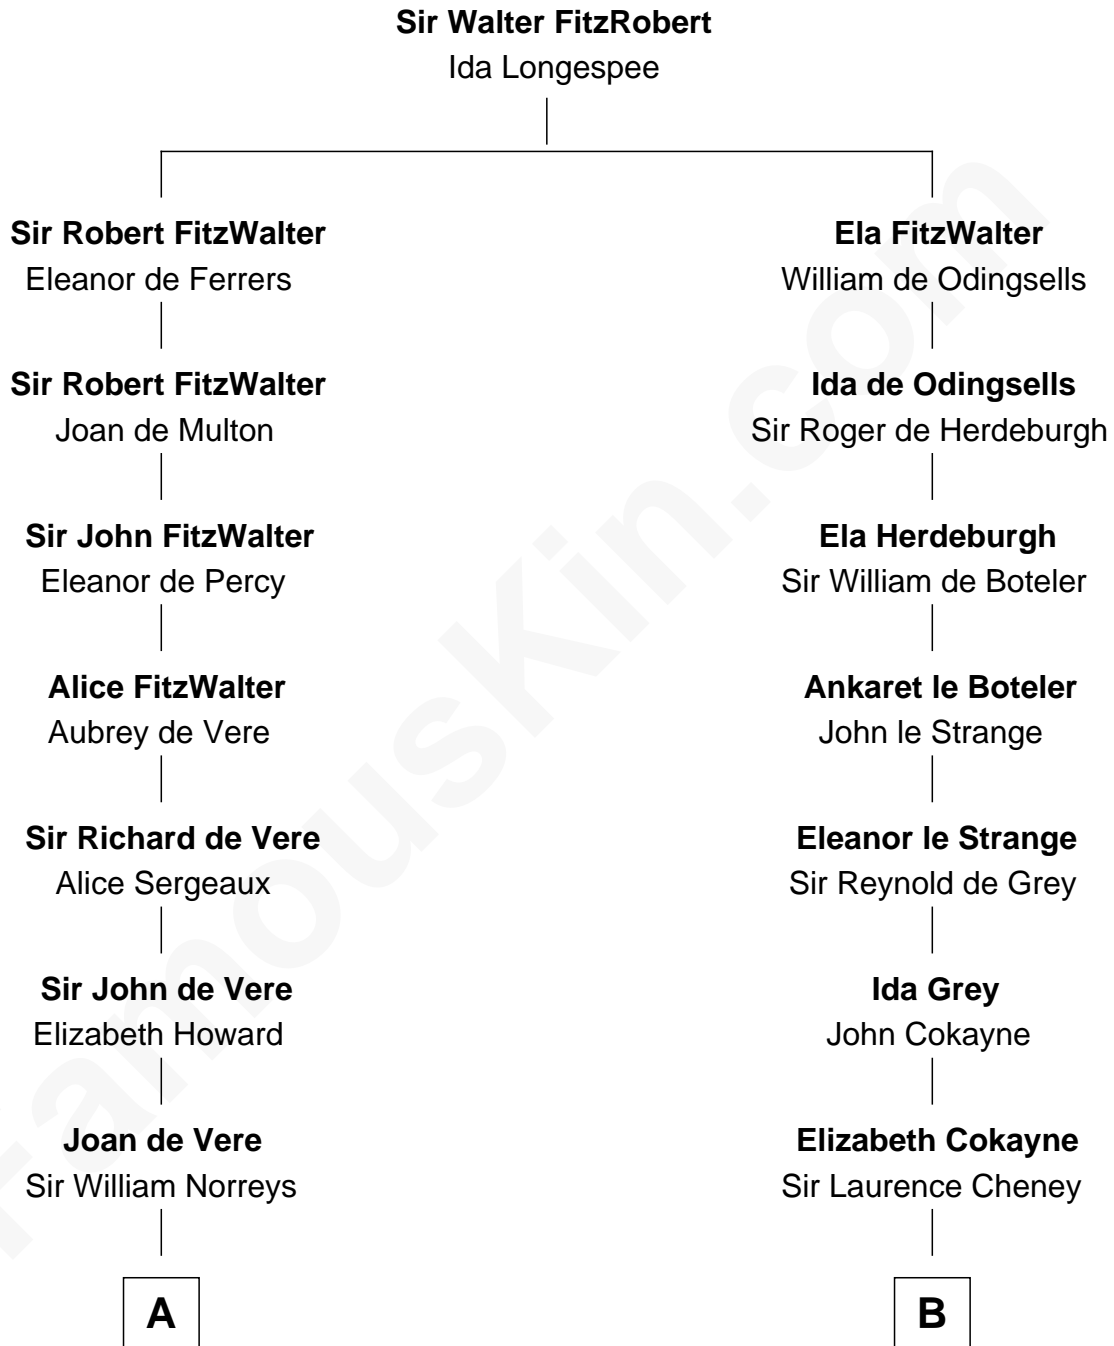 Sir Walter FitzRobert
Ida Longespee
Sir Robert FitzWalter
Eleanor de Ferrers
Ela FitzWalter
William de Odingsells
Sir Robert FitzWalter
Joan de Multon
Ida de Odingsells
Sir Roger de Herdeburgh
Sir John FitzWalter
Eleanor de Percy
Ela Herdeburgh
Sir William de Boteler
Alice FitzWalter
Aubrey de Vere
Ankaret le Boteler
John le Strange
Sir Richard de Vere
Alice Sergeaux
Eleanor le Strange
Sir Reynold de Grey
Sir John de Vere
Elizabeth Howard
Ida Grey
John Cokayne
Joan de Vere
Sir William Norreys
Elizabeth Cokayne
Sir Laurence Cheney
A
B
FamousKin.com